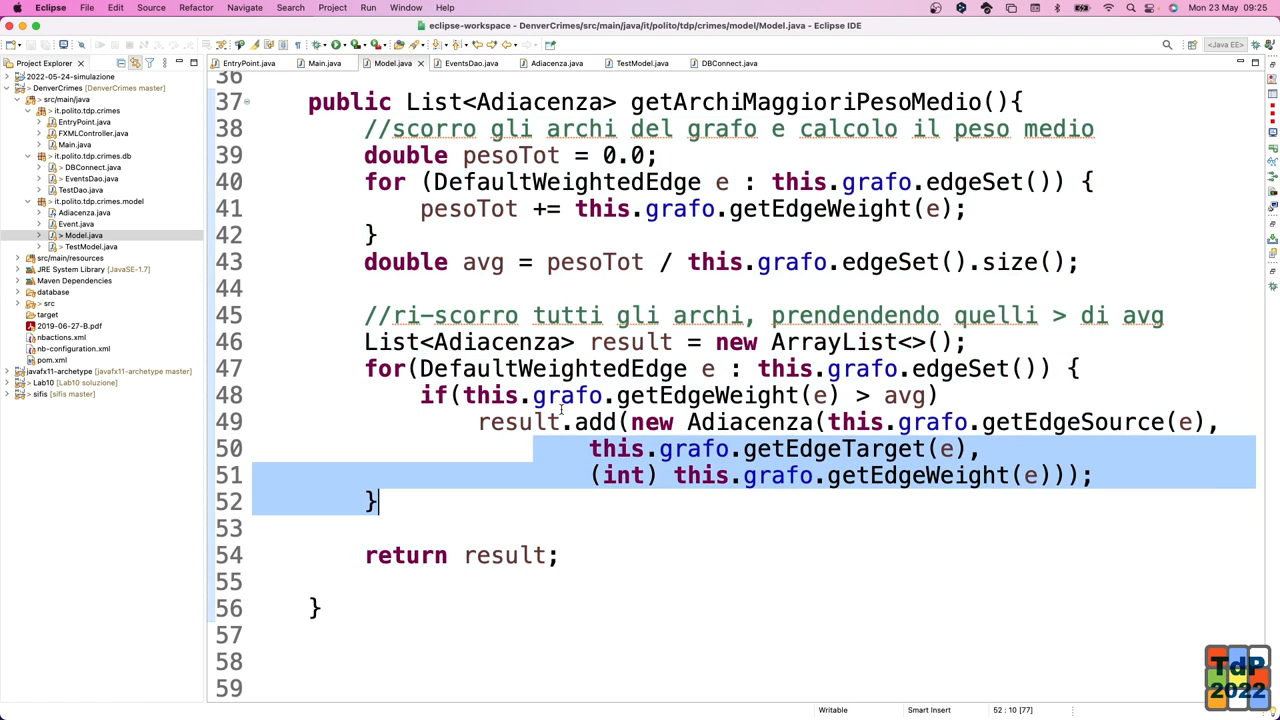 Eclipse File Edit Source Refactor Navigate Search Project Run Window Help
Mon 23 May 09:25
eclipse-workspace - DenverCrimes/src/main/java/it/polito/tdp/crimes/model/Model.java - Eclipse IDE
<Java EE>
Project Explorer
EntryPoint.java
Main.java
Model.java
EventsDao.java
Adiacenza.java
TestModel.java
DBConnect.java
2022-05-24-simulazione
> DenverCrimes [DenverCrimes master]
> src/main/java
it.polito.tdp.crimes
> EntryPoint.java
> FXMLController.java
> Main.java
> it.polito.tdp.crimes.db
> DBConnect.java
> EventsDao.java
TestDao.java
> it.polito.tdp.crimes.model
Adiacenza.java
Event.java
> Model.java
> TestModel.java
src/main/resources
JRE System Library [JavaSE-1.7]
Maven Dependencies
database
> src
target
2019-06-27-B.pdf
nbactions.xml
nb-configuration.xml
pom.xml
javafx11-archetype [javafx11-archetype master]
Lab10 [Lab10 soluzione]
sifis [sifis master]
36
37 public List<Adiacenza> getArchiMaggioriPesoMedio(){
38 //scorro gli archi del grafo e calcolo il peso medio
39 double pesoTot = 0.0;
40 for (DefaultWeightedEdge e : this.grafo.edgeSet()) {
41 pesoTot += this.grafo.getEdgeWeight(e);
42 }
43 double avg = pesoTot / this.grafo.edgeSet().size();
44
45 //ri-scorro tutti gli archi, prendendendo quelli > di avg
46 List<Adiacenza> result = new ArrayList<>();
47 for(DefaultWeightedEdge e : this.grafo.edgeSet()) {
48 if(this.grafo.getEdgeWeight(e) > avg)
49 result.add(new Adiacenza(this.grafo.getEdgeSource(e),
50 this.grafo.getEdgeTarget(e),
51 (int) this.grafo.getEdgeWeight(e)));
52 }
53
54 return result;
55
56 }
57
58
59
Writable
Smart Insert
52 : 10 [77]
TdP
2022